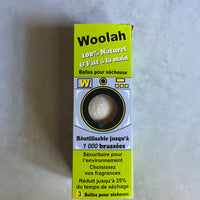 Woolah
100% Naturel
& Fait à la main
Balles pour sécheuse
W
Réutilisable jusqu'à
1 000 brassées
Sécuritaire pour
l'environnement
Choisissez
vos fragrances
Réduit jusqu'à 25%
du temps de séchage
3 Balles pour sécheuse